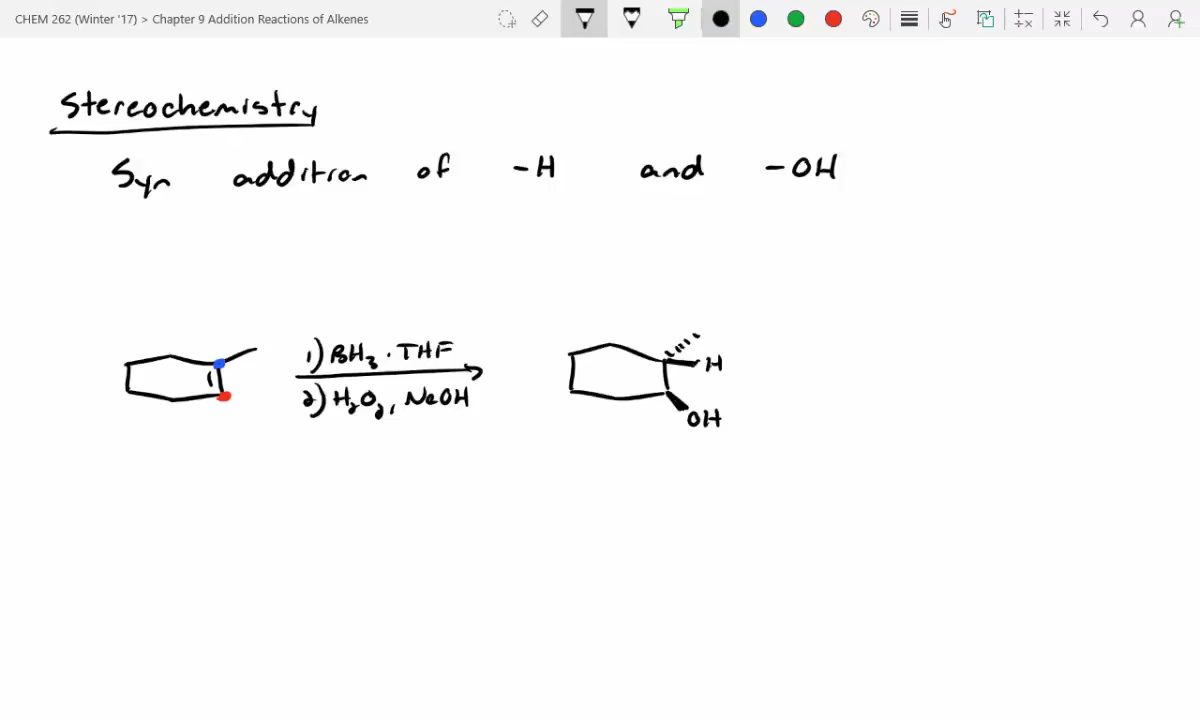 CHEM 262 (Winter '17) > Chapter 9 Addition Reactions of Alkenes
Stereochemistry
Syn addition of -H and -OH
1) BH₃ · THF
2) H₂O₂, NaOH
H
OH